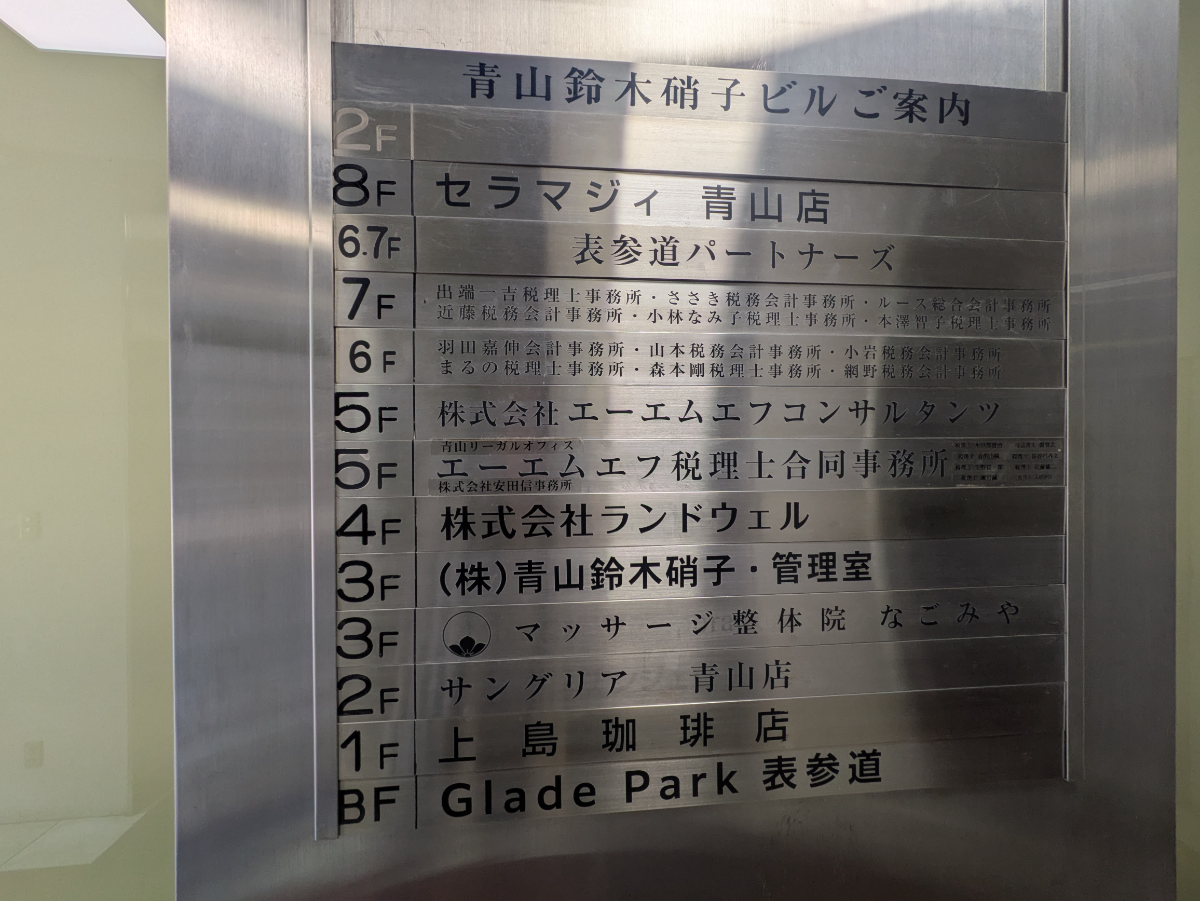 青山鈴木硝子ビルご案内
2F
8F セラマジィ 青山店
6.7F 表参道パートナーズ
7F 出端一吉税理士事務所・ささき税務会計事務所・ルース総合会計事務所
近藤税務会計事務所・小林なみ子税理士事務所・本澤智子税理士事務所
6F 羽田嘉伸会計事務所・山本税務会計事務所・小岩税務会計事務所
まるの税理士事務所・森本剛税理士事務所・網野税務会計事務所
5F 株式会社エーエムエフコンサルタンツ
青山リーガルオフィス
5F エーエムエフ税理士合同事務所
株式会社安田信事務所
4F 株式会社ランドウェル
3F (株)青山鈴木硝子・管理室
3F マッサージ整体院 なごみや
2F サングリア 青山店
1F 上島珈琲店
BF Glade Park 表参道